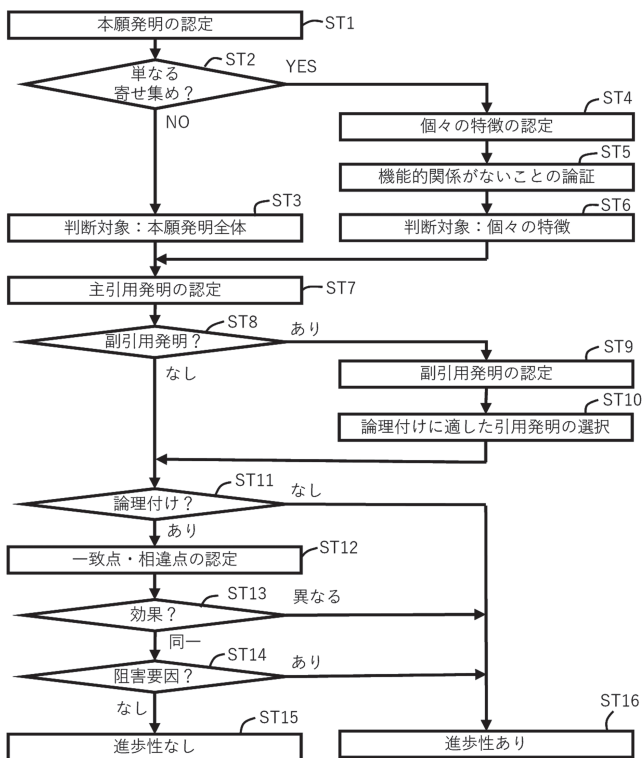 本願発明の認定
ST1
ST2
単なる
寄せ集め?
YES
NO
ST4
個々の特徴の認定
ST5
機能的関係がないことの論証
ST3
判断対象:本願発明全体
ST6
判断対象:個々の特徴
主引用発明の認定
ST7
ST8
副引用発明?
あり
なし
ST9
副引用発明の認定
ST10
論理付けに適した引用発明の選択
ST11
論理付け?
なし
あり
一致点・相違点の認定
ST12
ST13
効果?
異なる
同一
ST14
阻害要因?
あり
なし
ST15
進歩性なし
ST16
進歩性あり